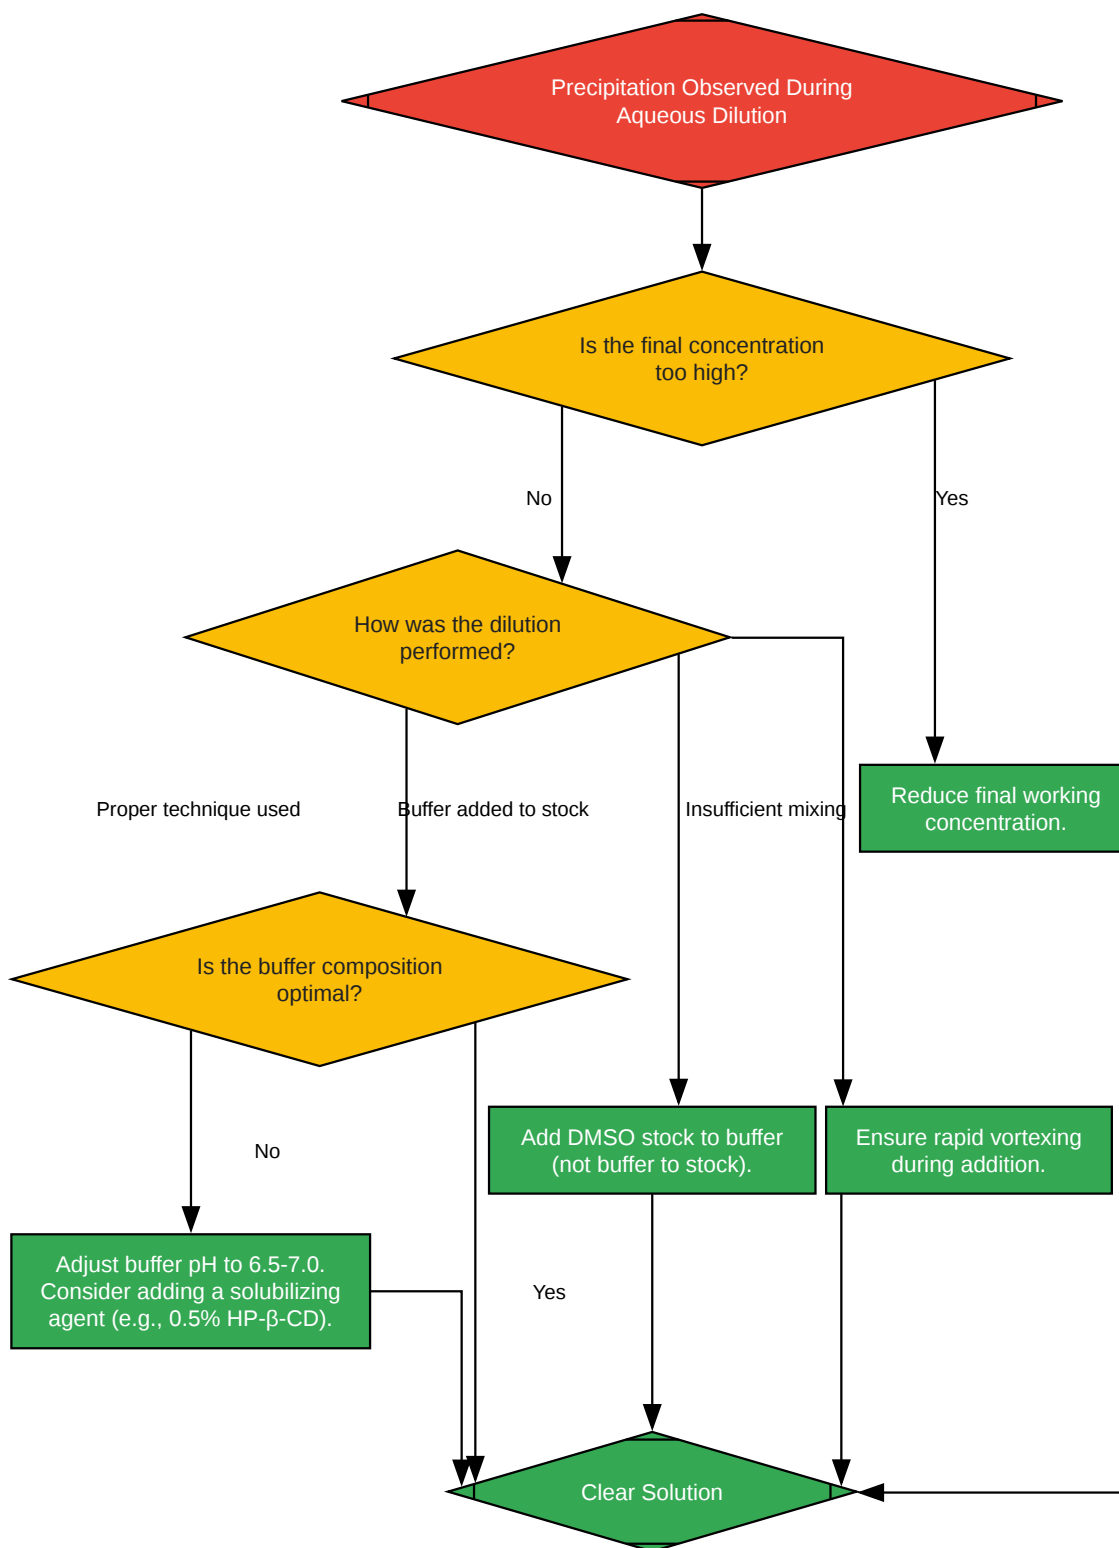 Precipitation Observed During
Aqueous Dilution
Is the final concentration
too high?
No
Yes
How was the dilution
performed?
Reduce final working
concentration.
Proper technique used
Buffer added to stock
Insufficient mixing
Is the buffer composition
optimal?
Add DMSO stock to buffer
(not buffer to stock).
Ensure rapid vortexing
during addition.
No
Adjust buffer pH to 6.5-7.0.
Consider adding a solubilizing
agent (e.g., 0.5% HP-β-CD).
Yes
Clear Solution